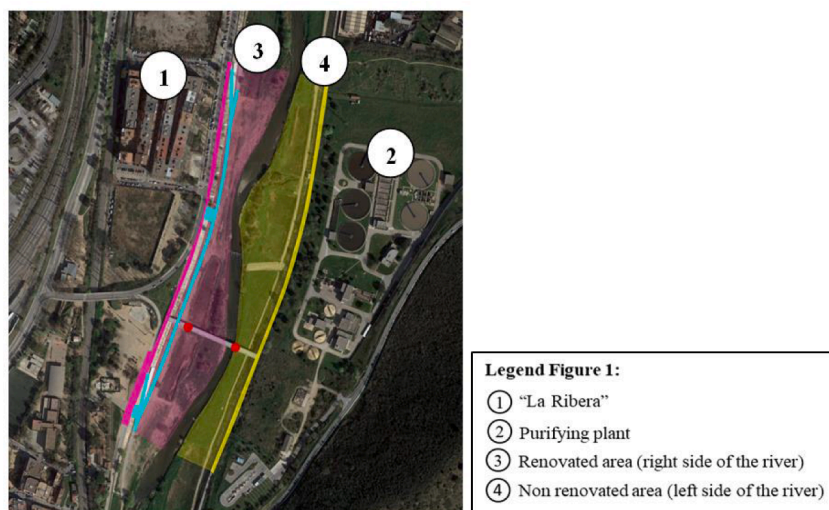 1
3
4
2
Legend Figure 1:
1 “La Ribera”
2 Purifying plant
3 Renovated area (right side of the river)
4 Non renovated area (left side of the river)